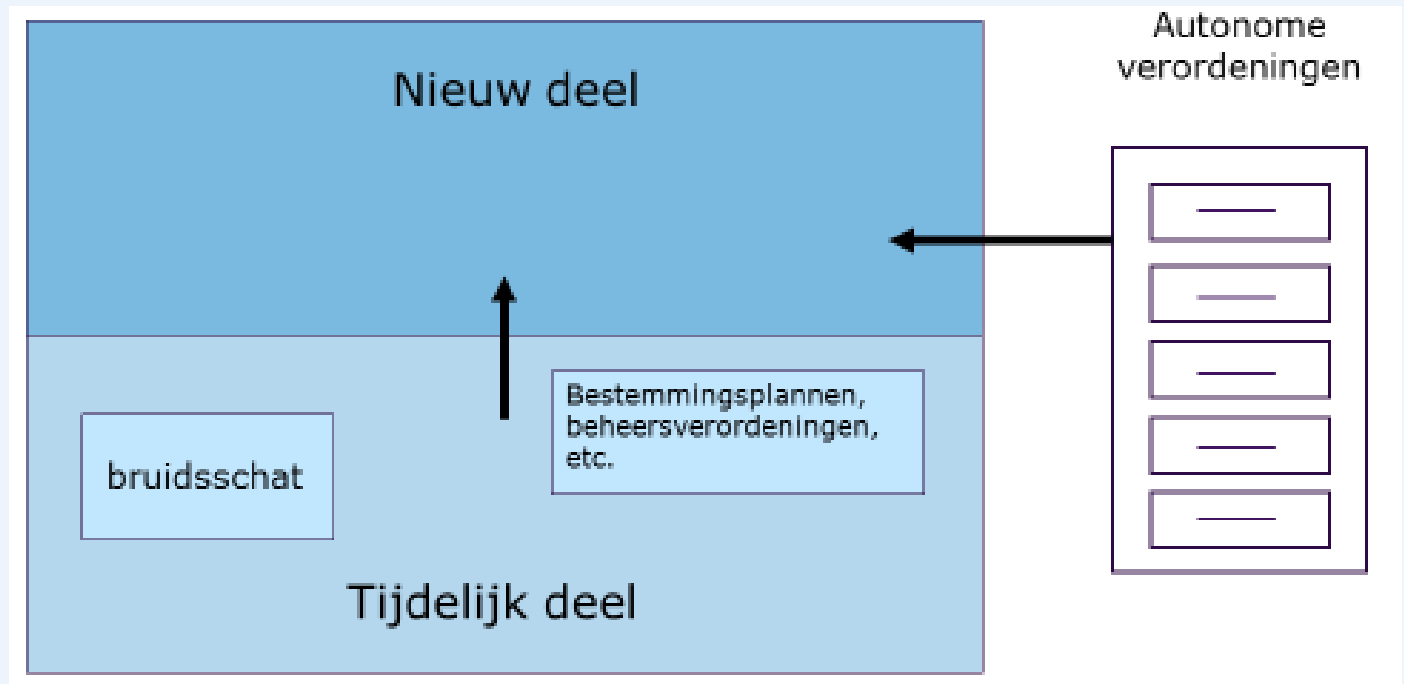 Autonome
verordeningen
Nieuw deel
Bestemmingsplannen,
beheersverordeningen,
etc.
bruidsschat
Tijdelijk deel